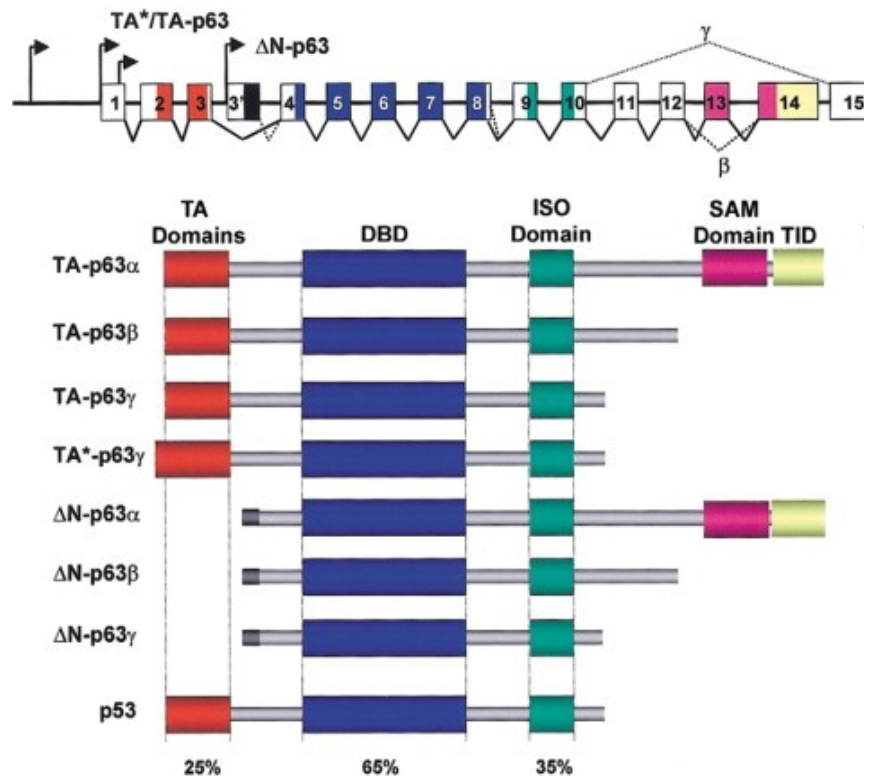 TA*/TA-p63
ΔN-p63
γ
1 2 3 3' 4 5 6 7 8 9 10 11 12 13 14 15
β
TA Domains
DBD
ISO Domain
SAM Domain
TID
TA-p63α
TA-p63β
TA-p63γ
TA*-p63γ
ΔN-p63α
ΔN-p63β
ΔN-p63γ
p53
25% 65% 35%